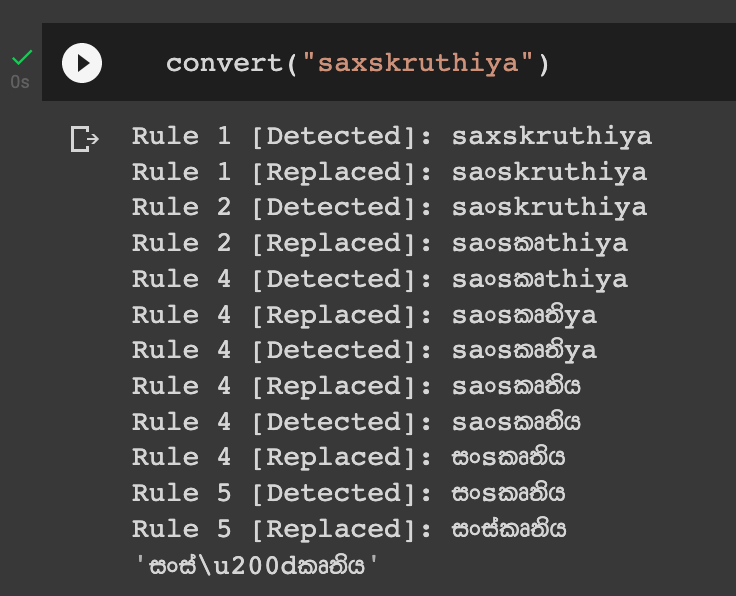 0s
convert("saxskruthiya")
Rule 1 [Detected]: saxskruthiya
Rule 1 [Replaced]: saංskruthiya
Rule 2 [Detected]: saංskruthiya
Rule 2 [Replaced]: saංsකෘthiya
Rule 4 [Detected]: saංsකෘthiya
Rule 4 [Replaced]: saංsකෘතිya
Rule 4 [Detected]: saංsකෘතිya
Rule 4 [Replaced]: saංsකෘතිය
Rule 4 [Detected]: saංsකෘතිය
Rule 4 [Replaced]: සංsකෘතිය
Rule 5 [Detected]: සංsකෘතිය
Rule 5 [Replaced]: සංස්කෘතිය
'සංස්\u200dකෘතිය'